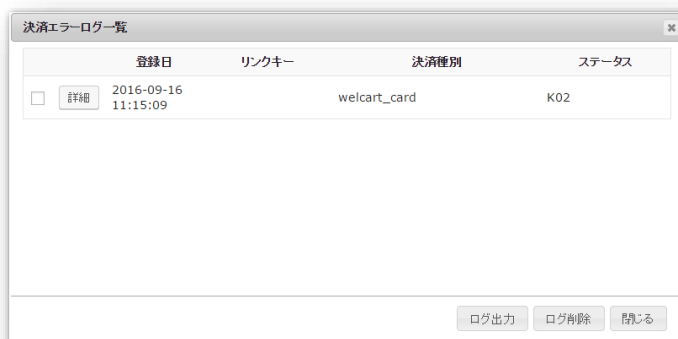 決済エラーログ一覧
登録日 リンクキー 決済種別 ステータス
詳細 2016-09-16 11:15:09 welcart_card K02
ログ出力 ログ削除 閉じる